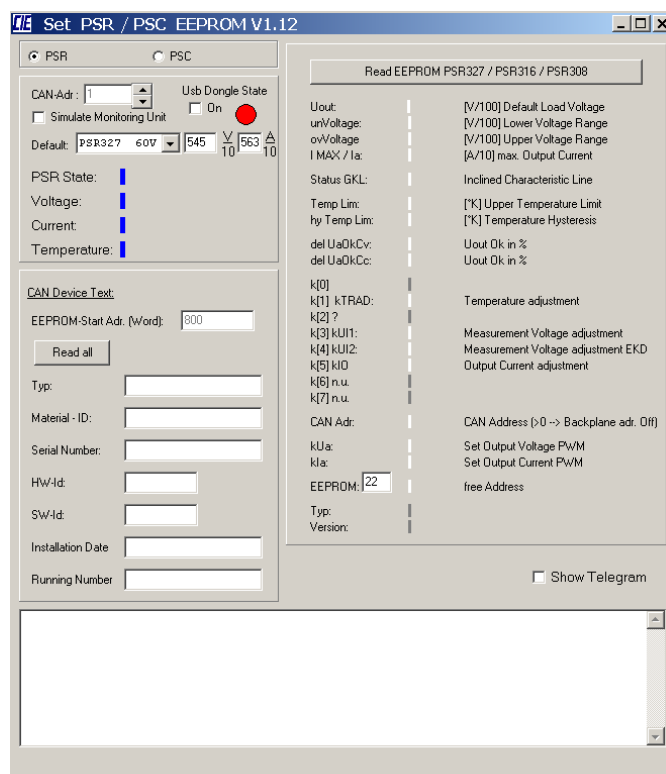 CIE Set PSR / PSC EEPROM V1.12
PSR PSC
CAN-Adr : 1
Usb Dongle State
On
Simulate Monitoring Unit
Default: PSR327 60V 545 V/10 563 A/10
PSR State:
Voltage:
Current:
Temperature:
CAN Device Text:
EEPROM-Start Adr. (Word): 800
Read all
Typ:
Material - ID:
Serial Number:
HW-Id:
SW-Id:
Installation Date
Running Number
Read EEPROM PSR327 / PSR316 / PSR308
Uout: [V/100] Default Load Voltage
unVoltage: [V/100] Lower Voltage Range
ovVoltage [V/100] Upper Voltage Range
I MAX / Ia: [A/10] max. Output Current
Status GKL: Inclined Characteristic Line
Temp Lim: [°K] Upper Temperature Limit
hy Temp Lim: [°K] Temperature Hysteresis
del UaOkCv: Uout Ok in %
del UaOkCc: Uout Ok in %
k[0]
k[1] kTRAD: Temperature adjustment
k[2] ?
k[3] kUI1: Measurement Voltage adjustment
k[4] kUI2: Measurement Voltage adjustment EKD
k[5] kIO Output Current adjustment
k[6] n.u.
k[7] n.u.
CAN Adr: CAN Address (>0 --> Backplane adr. Off)
kUa: Set Output Voltage PWM
kIa: Set Output Current PWM
EEPROM: 22 free Address
Typ:
Version:
Show Telegram